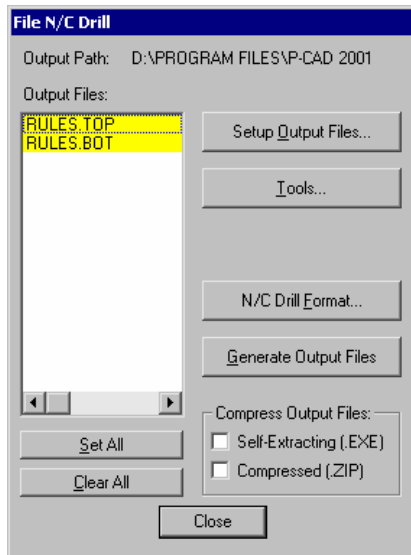 File N/C Drill
Output Path: D:\PROGRAM FILES\P-CAD 2001
Output Files:
RULES.TOP
RULES.BOT
Setup Output Files...
Tools...
N/C Drill Format...
Generate Output Files
Set All
Clear All
Compress Output Files:
Self-Extracting (.EXE)
Compressed (.ZIP)
Close